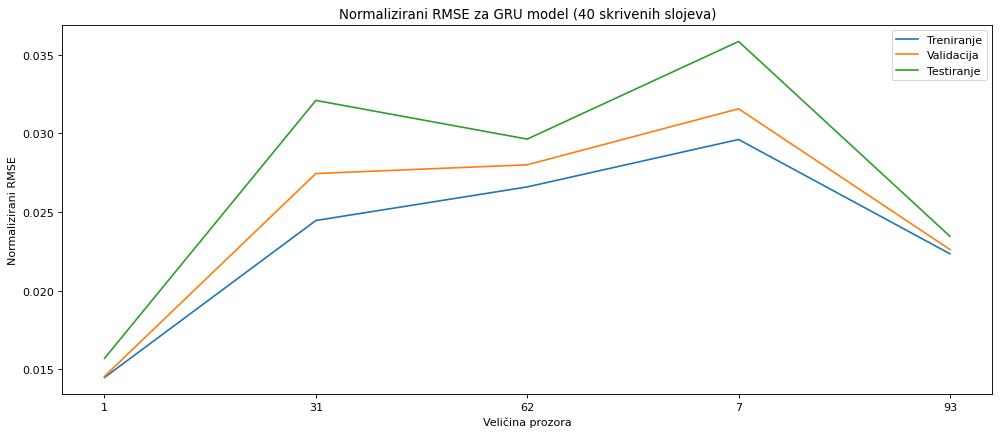 Normalizirani RMSE za GRU model (40 skrivenih slojeva)
Treniranje
Validacija
Testiranje
Normalizirani RMSE
0.035
0.030
0.025
0.020
0.015
1 31 62 7 93
Veličina prozora